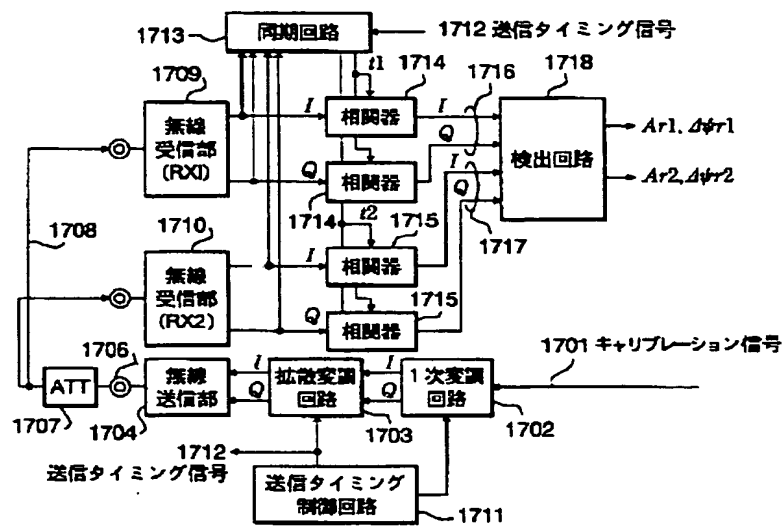 同期回路
1713
1712 送信タイミング信号
t1
1709
1714
1716
1718
無線
受信部
(RX1)
I
相関器
I
Q
検出回路
Ar1, Δψr1
Q
相関器
I
Q
Ar2, Δψr2
1714
1708
1710
t2
1715
1717
無線
受信部
(RX2)
I
相関器
Q
相関器
1715
1706
1701 キャリブレーション信号
ATT
無線
送信部
I
Q
拡散変調
回路
I
Q
1次変調
回路
1707
1704
1703
1702
1712
送信タイミング信号
送信タイミング
制御回路
1711